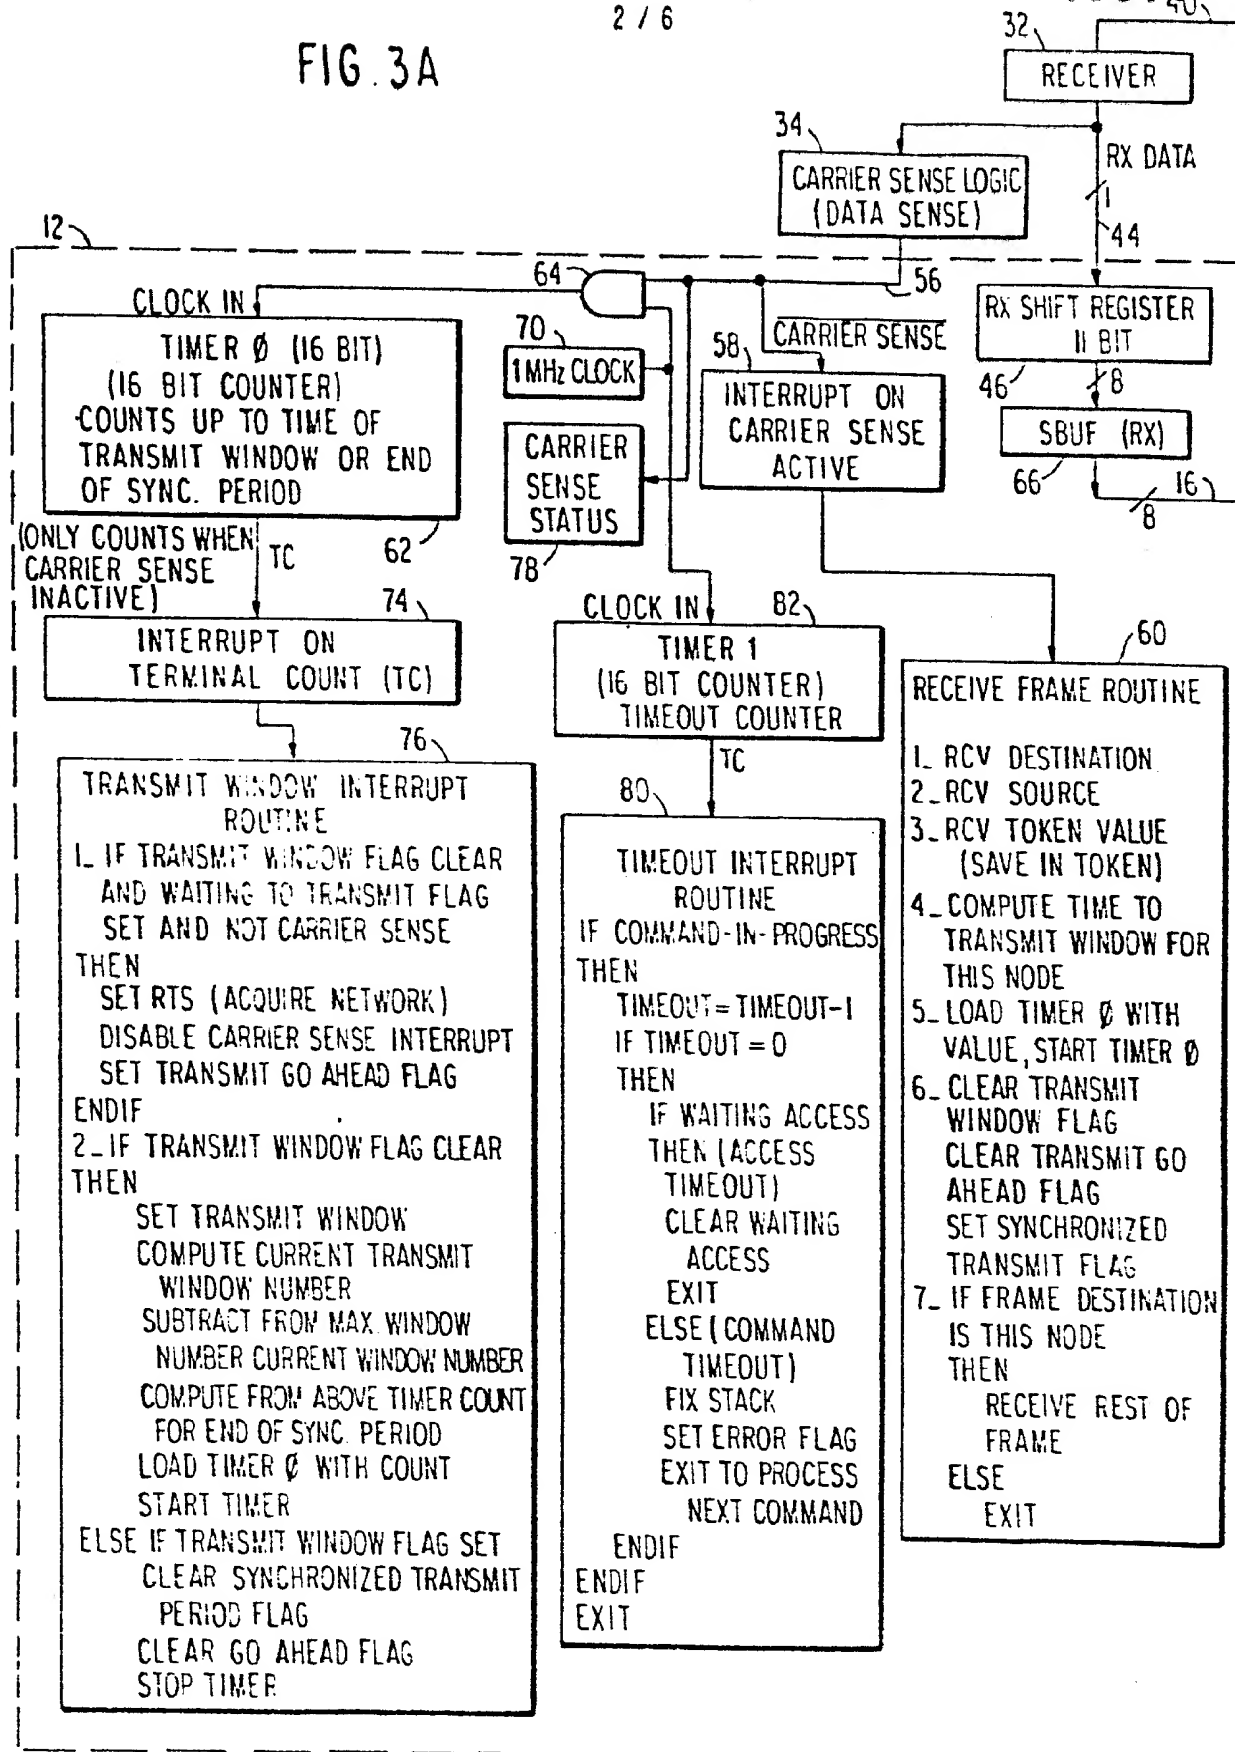 2 / 6
FIG. 3A
40
32
RECEIVER
34
CARRIER SENSE LOGIC
(DATA SENSE)
RX DATA
1
44
12
64
56
CLOCK IN
TIMER Ø (16 BIT)
(16 BIT COUNTER)
COUNTS UP TO TIME OF
TRANSMIT WINDOW OR END
OF SYNC. PERIOD
62
70
1 MHz CLOCK
CARRIER
SENSE
STATUS
78
CARRIER SENSE
58
INTERRUPT ON
CARRIER SENSE
ACTIVE
RX SHIFT REGISTER
11 BIT
46
8
SBUF (RX)
66
8
16
(ONLY COUNTS WHEN
CARRIER SENSE
INACTIVE)
TC
74
INTERRUPT ON
TERMINAL COUNT (TC)
CLOCK IN
82
TIMER 1
(16 BIT COUNTER)
TIMEOUT COUNTER
TC
76
TRANSMIT WINDOW INTERRUPT
ROUTINE
1_ IF TRANSMIT WINDOW FLAG CLEAR
AND WAITING TO TRANSMIT FLAG
SET AND NOT CARRIER SENSE
THEN
SET RTS (ACQUIRE NETWORK)
DISABLE CARRIER SENSE INTERRUPT
SET TRANSMIT GO AHEAD FLAG
ENDIF
2_ IF TRANSMIT WINDOW FLAG CLEAR
THEN
SET TRANSMIT WINDOW
COMPUTE CURRENT TRANSMIT
WINDOW NUMBER
SUBTRACT FROM MAX. WINDOW
NUMBER CURRENT WINDOW NUMBER
COMPUTE FROM ABOVE TIMER COUNT
FOR END OF SYNC. PERIOD
LOAD TIMER Ø WITH COUNT
START TIMER
ELSE IF TRANSMIT WINDOW FLAG SET
CLEAR SYNCHRONIZED TRANSMIT
PERIOD FLAG
CLEAR GO AHEAD FLAG
STOP TIMER
80
TIMEOUT INTERRUPT
ROUTINE
IF COMMAND-IN-PROGRESS
THEN
TIMEOUT = TIMEOUT-1
IF TIMEOUT = 0
THEN
IF WAITING ACCESS
THEN (ACCESS
TIMEOUT)
CLEAR WAITING
ACCESS
EXIT
ELSE (COMMAND
TIMEOUT)
FIX STACK
SET ERROR FLAG
EXIT TO PROCESS
NEXT COMMAND
ENDIF
ENDIF
EXIT
60
RECEIVE FRAME ROUTINE
1_ RCV DESTINATION
2_ RCV SOURCE
3_ RCV TOKEN VALUE
(SAVE IN TOKEN)
4_ COMPUTE TIME TO
TRANSMIT WINDOW FOR
THIS NODE
5_ LOAD TIMER Ø WITH
VALUE, START TIMER Ø
6_ CLEAR TRANSMIT
WINDOW FLAG
CLEAR TRANSMIT GO
AHEAD FLAG
SET SYNCHRONIZED
TRANSMIT FLAG
7_ IF FRAME DESTINATION
IS THIS NODE
THEN
RECEIVE REST OF
FRAME
ELSE
EXIT